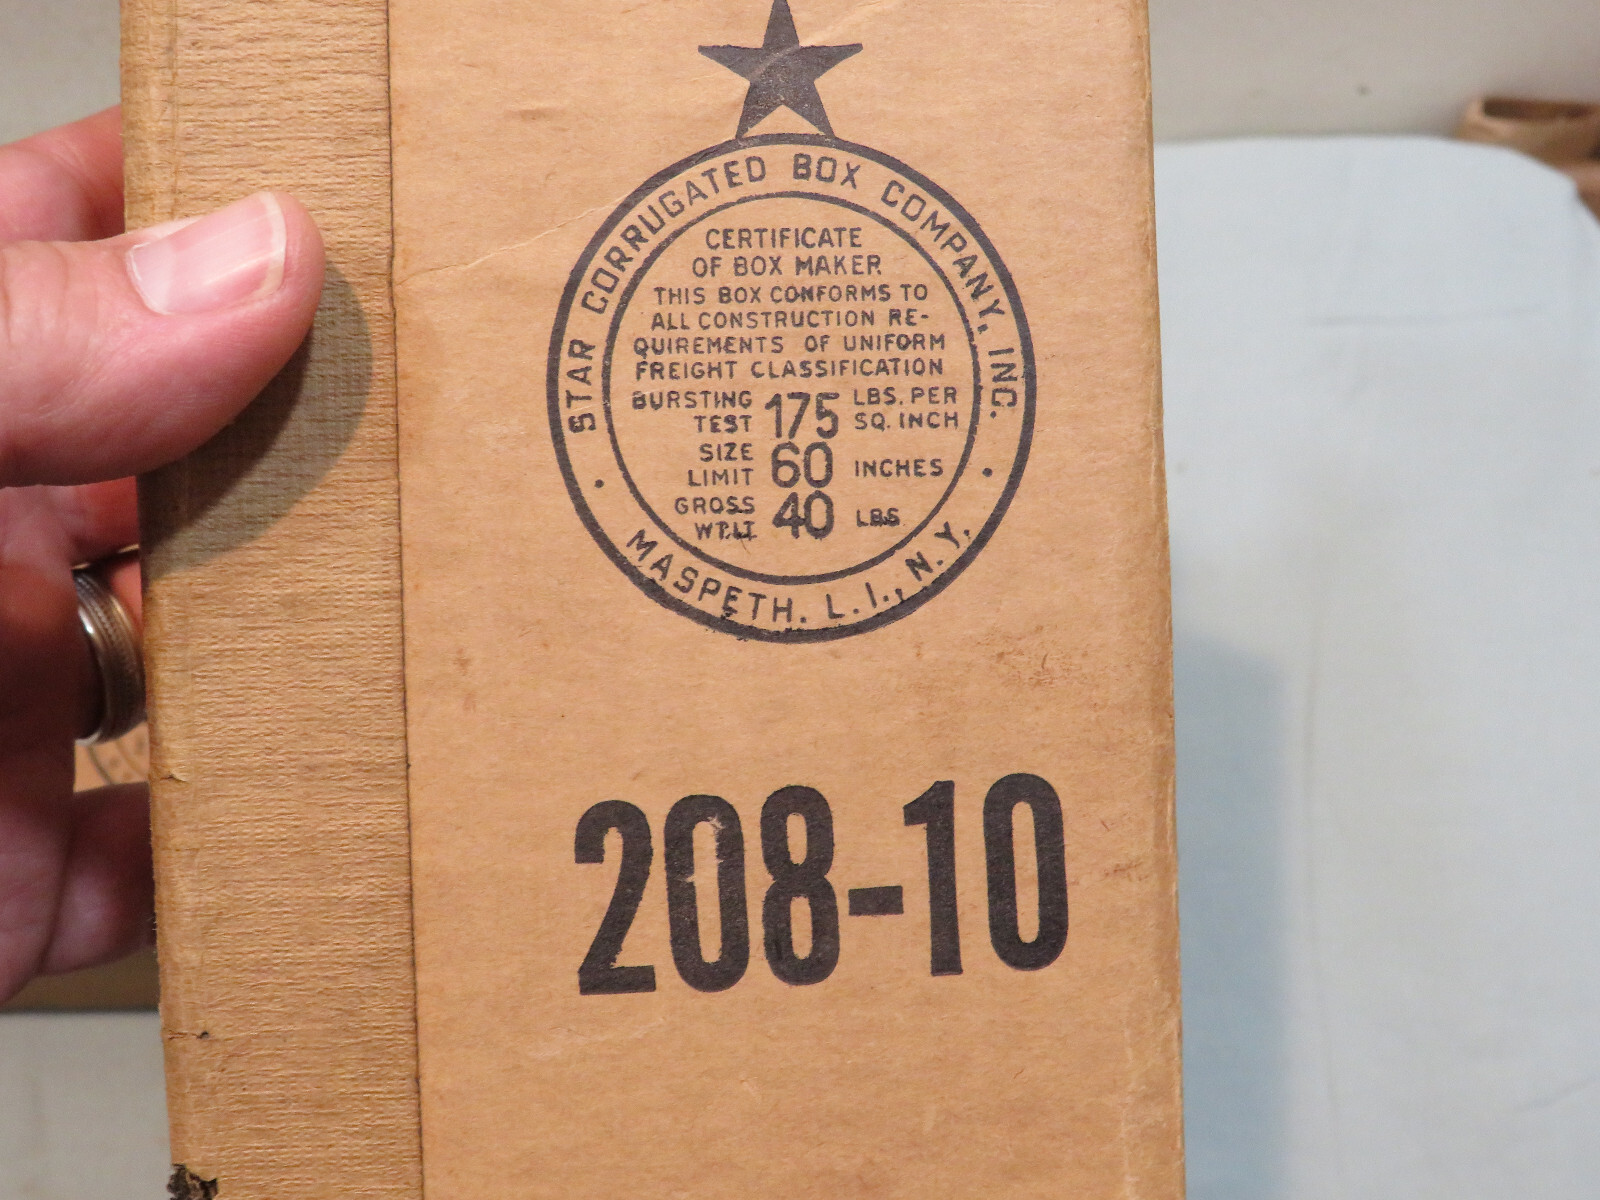 STAR CORRUGATED BOX COMPANY, INC.
CERTIFICATE
OF BOX MAKER
THIS BOX CONFORMS TO
ALL CONSTRUCTION RE-
QUIREMENTS OF UNIFORM
FREIGHT CLASSIFICATION
BURSTING TEST 175 LBS. PER SQ. INCH
SIZE LIMIT 60 INCHES
GROSS WT. LT 40 LBS
• MASPETH, L.I., N.Y. •
208-10